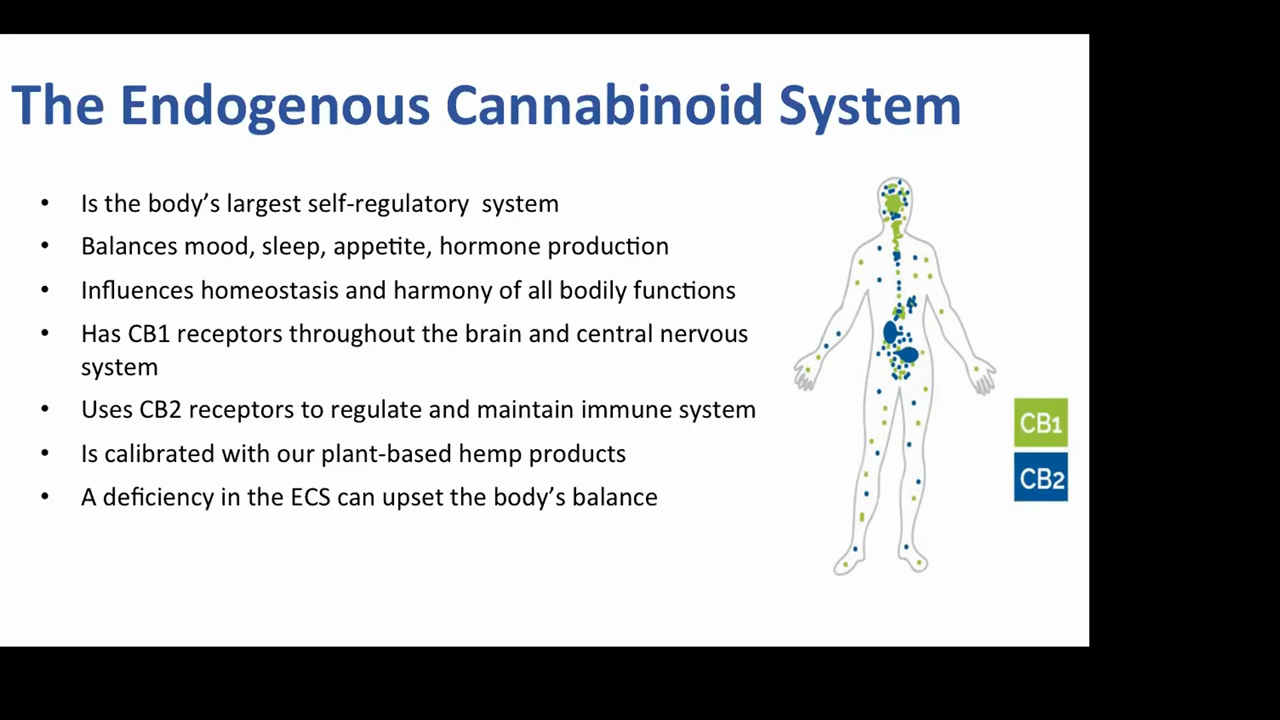 The Endogenous Cannabinoid System
• Is the body’s largest self-regulatory  system
• Balances mood, sleep, appetite, hormone production
• Influences homeostasis and harmony of all bodily functions
• Has CB1 receptors throughout the brain and central nervous
system
• Uses CB2 receptors to regulate and maintain immune system
• Is calibrated with our plant-based hemp products
• A deficiency in the ECS can upset the body’s balance
CB1
CB2